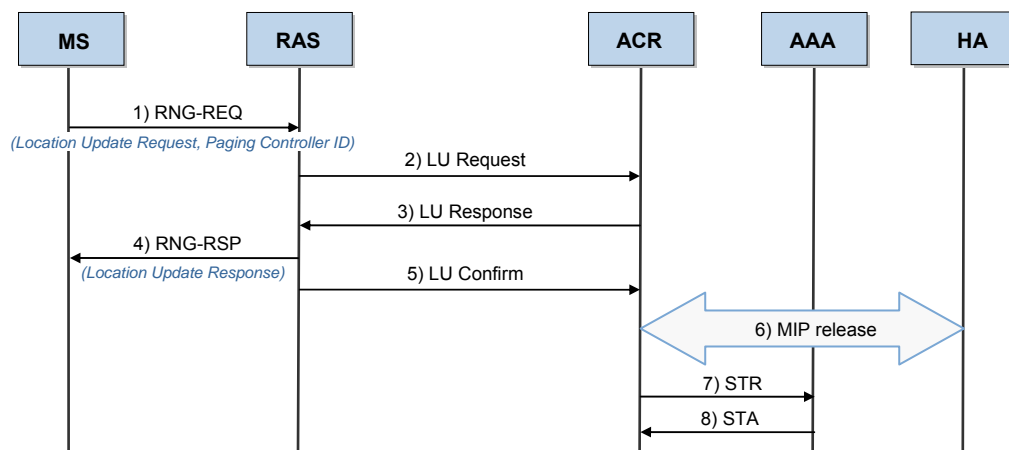 MS
RAS
ACR
AAA
HA
1) RNG-REQ
(Location Update Request, Paging Controller ID)
2) LU Request
3) LU Response
4) RNG-RSP
(Location Update Response)
5) LU Confirm
6) MIP release
7) STR
8) STA